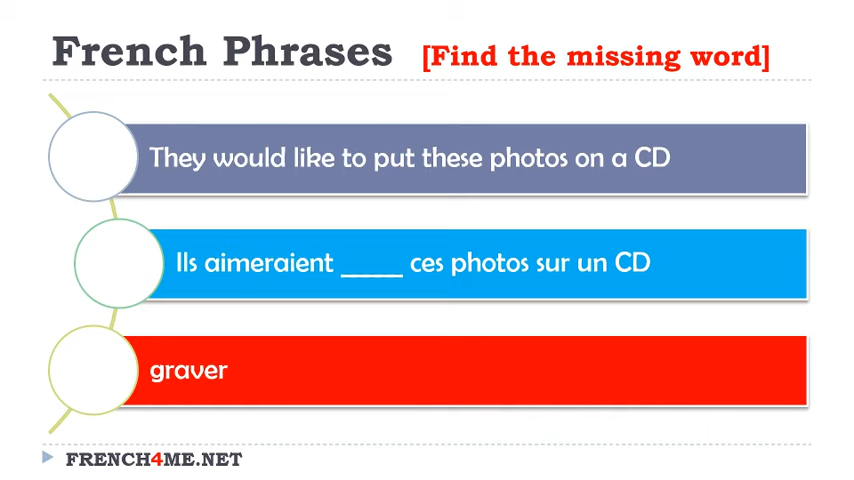 French Phrases [Find the missing word]
They would like to put these photos on a CD
Ils aimeraient _____ ces photos sur un CD
graver
FRENCH4ME.NET